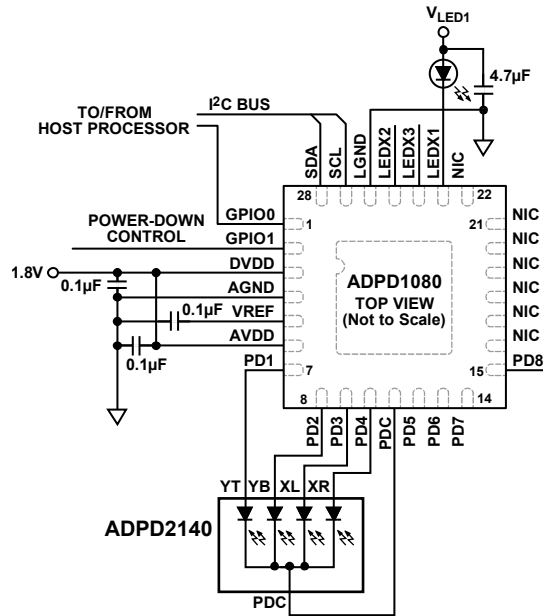 VLED1
4.7µF
I2C BUS
TO/FROM
HOST PROCESSOR
SDA
SCL
LGND
LEDX2
LEDX3
LEDX1
NIC
28
22
GPIO0
1
21
NIC
POWER-DOWN
CONTROL
GPIO1
NIC
1.8V
DVDD
NIC
0.1µF
AGND
NIC
0.1µF
VREF
NIC
AVDD
NIC
0.1µF
PD1
7
15
PD8
ADPD1080
TOP VIEW
(Not to Scale)
8
14
PD2
PD3
PD4
PDC
PD5
PD6
PD7
YT
YB
XL
XR
ADPD2140
PDC